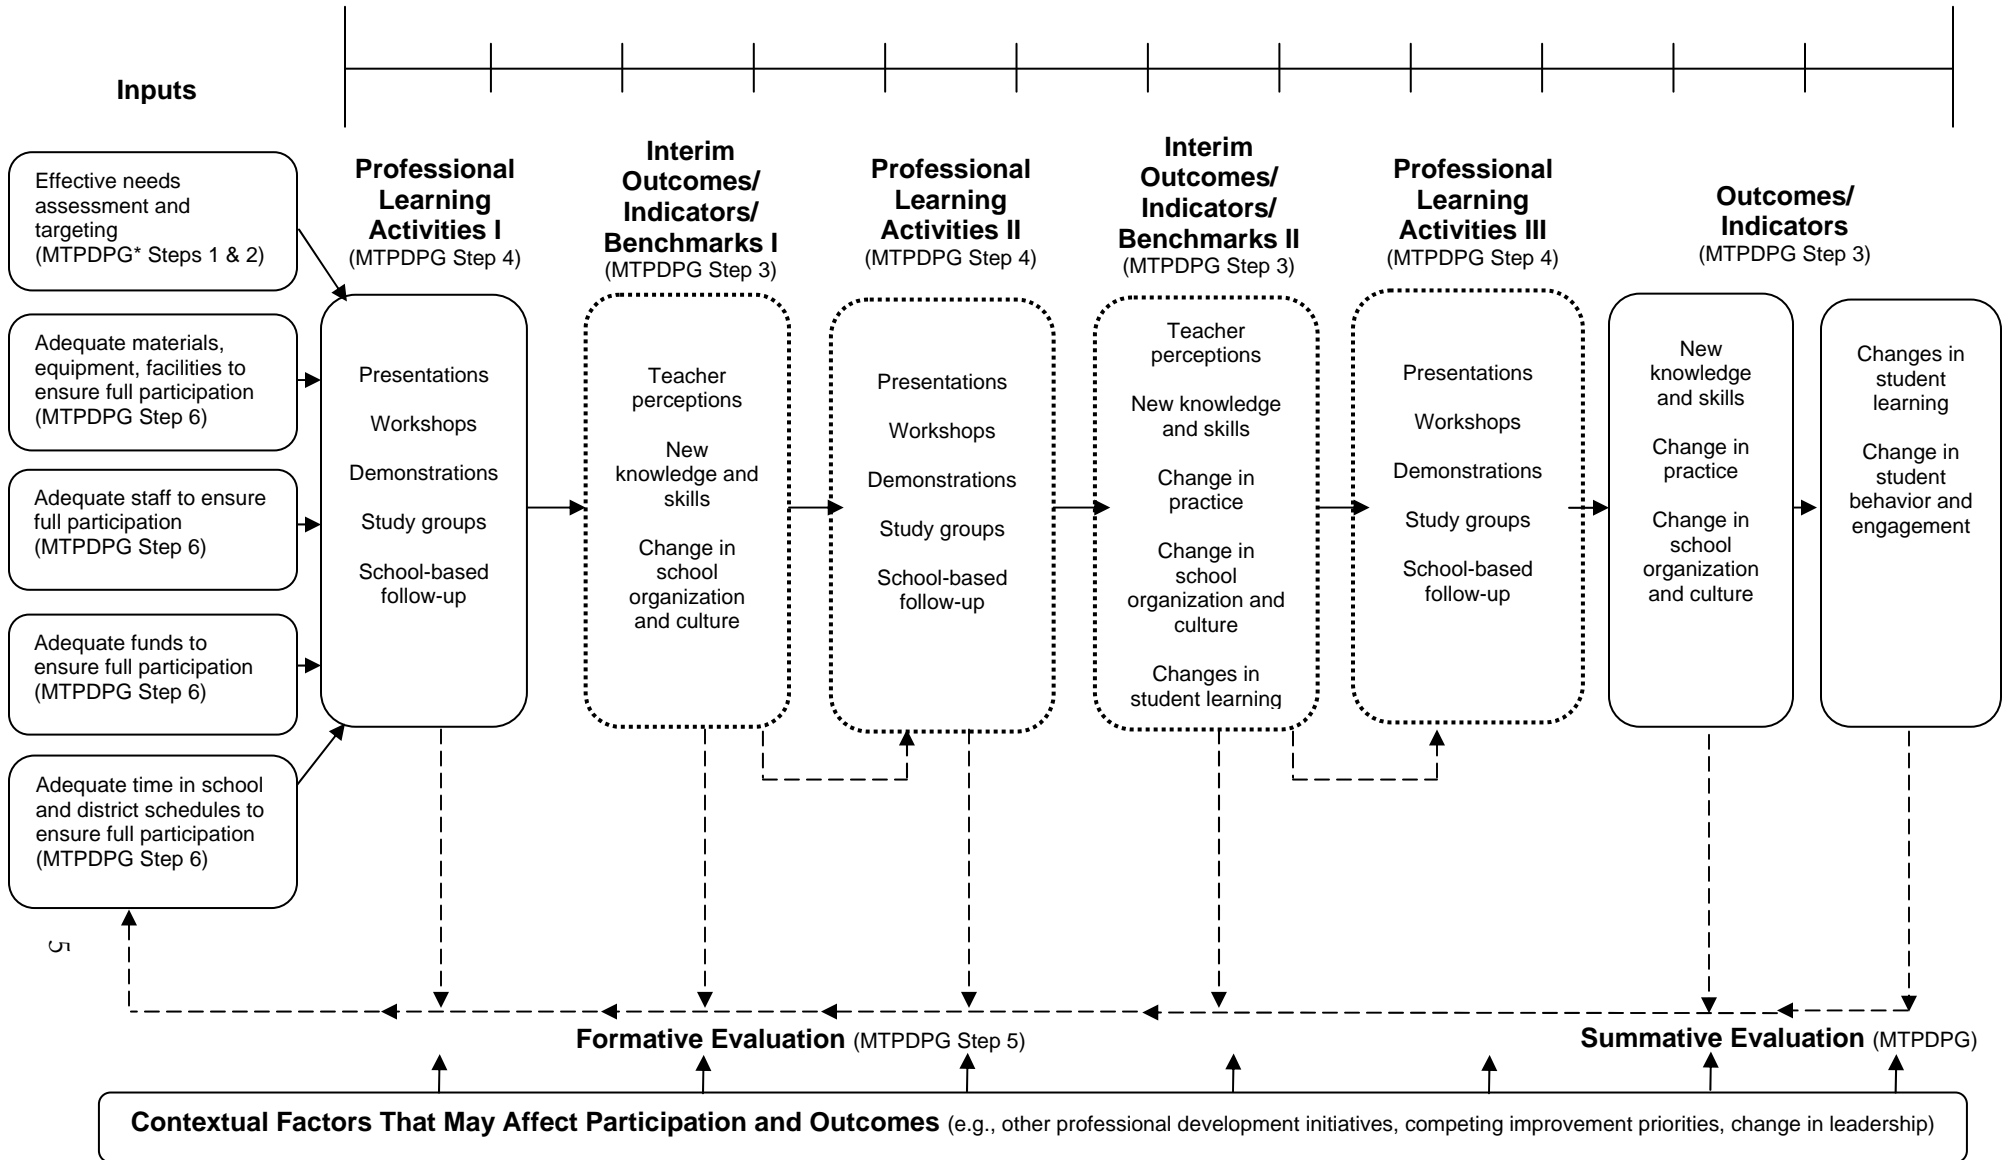 Inputs
Effective needs
assessment and
targeting
(MTPDPG* Steps 1 & 2)
Adequate materials,
equipment, facilities to
ensure full participation
(MTPDPG Step 6)
Adequate staff to ensure
full participation
(MTPDPG Step 6)
Adequate funds to
ensure full participation
(MTPDPG Step 6)
Adequate time in school
and district schedules to
ensure full participation
(MTPDPG Step 6)
Professional
Learning
Activities I
(MTPDPG Step 4)
Presentations
Workshops
Demonstrations
Study groups
School-based
follow-up
Interim
Outcomes/
Indicators/
Benchmarks I
(MTPDPG Step 3)
Teacher
perceptions
New
knowledge and
skills
Change in
school
organization
and culture
Professional
Learning
Activities II
(MTPDPG Step 4)
Presentations
Workshops
Demonstrations
Study groups
School-based
follow-up
Interim
Outcomes/
Indicators/
Benchmarks II
(MTPDPG Step 3)
Teacher
perceptions
New knowledge
and skills
Change in
practice
Change in
school
organization and
culture
Changes in
student learning
Professional
Learning
Activities III
(MTPDPG Step 4)
Presentations
Workshops
Demonstrations
Study groups
School-based
follow-up
Outcomes/
Indicators
(MTPDPG Step 3)
New
knowledge
and skills
Change in
practice
Change in
school
organization
and culture
Changes in
student
learning
Change in
student
behavior and
engagement
5
Formative Evaluation (MTPDPG Step 5)
Summative Evaluation (MTPDPG)
Contextual Factors That May Affect Participation and Outcomes (e.g., other professional development initiatives, competing improvement priorities, change in leadership)